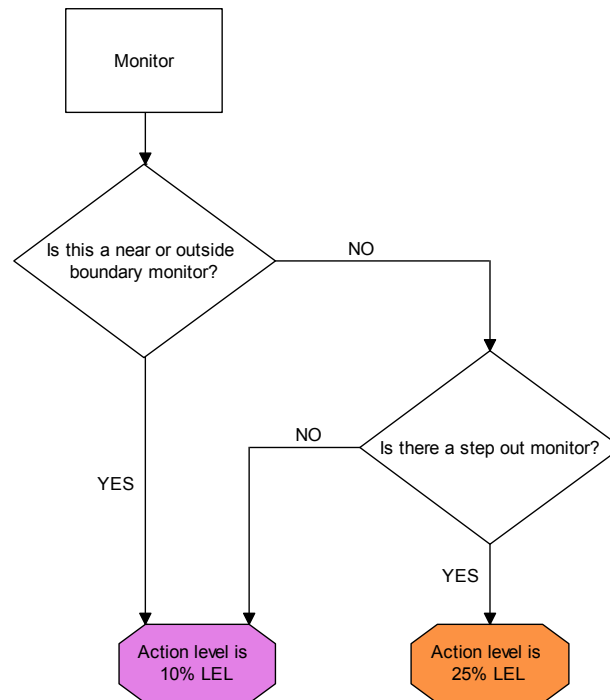 Monitor
Is this a near or outside
boundary monitor?
NO
NO
Is there a step out monitor?
YES
YES
Action level is
10% LEL
Action level is
25% LEL